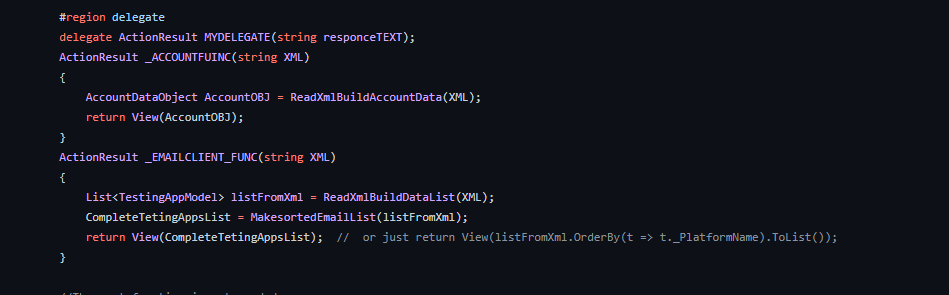 #region delegate
delegate ActionResult MYDELEGATE(string responceTEXT);
ActionResult _ACCOUNTFUINC(string XML)
{
AccountDataObject AccountOBJ = ReadXmlBuildAccountData(XML);
return View(AccountOBJ);
}
ActionResult _EMAILCLIENT_FUNC(string XML)
{
List<TestingAppModel> listFromXml = ReadXmlBuildDataList(XML);
CompleteTetingAppsList = MakesortedEmailList(listFromXml);
return View(CompleteTetingAppsList);  //  or just return View(listFromXml.OrderBy(t => t._PlatformName).ToList());
}